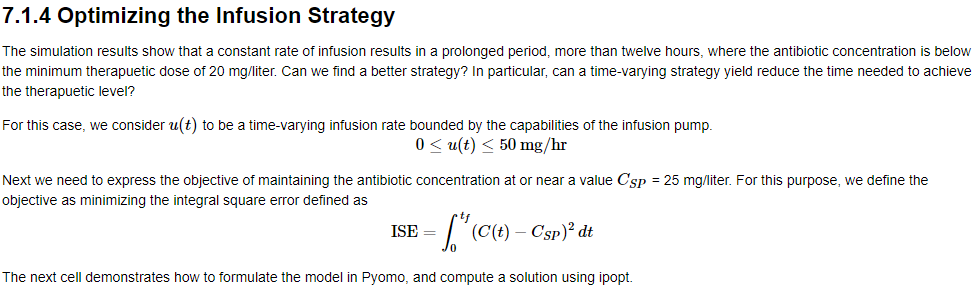 7.1.4 Optimizing the Infusion Strategy
The simulation results show that a constant rate of infusion results in a prolonged period, more than twelve hours, where the antibiotic concentration is below
the minimum therapuetic dose of 20 mg/liter. Can we find a better strategy? In particular, can a time-varying strategy yield reduce the time needed to achieve
the therapuetic level?
For this case, we consider u(t) to be a time-varying infusion rate bounded by the capabilities of the infusion pump.
0 ≤ u(t) ≤ 50 mg/hr
Next we need to express the objective of maintaining the antibiotic concentration at or near a value C_{SP} = 25 mg/liter. For this purpose, we define the
objective as minimizing the integral square error defined as
ISE = ∫_0^{t_f} (C(t) − C_{SP})² dt
The next cell demonstrates how to formulate the model in Pyomo, and compute a solution using ipopt.